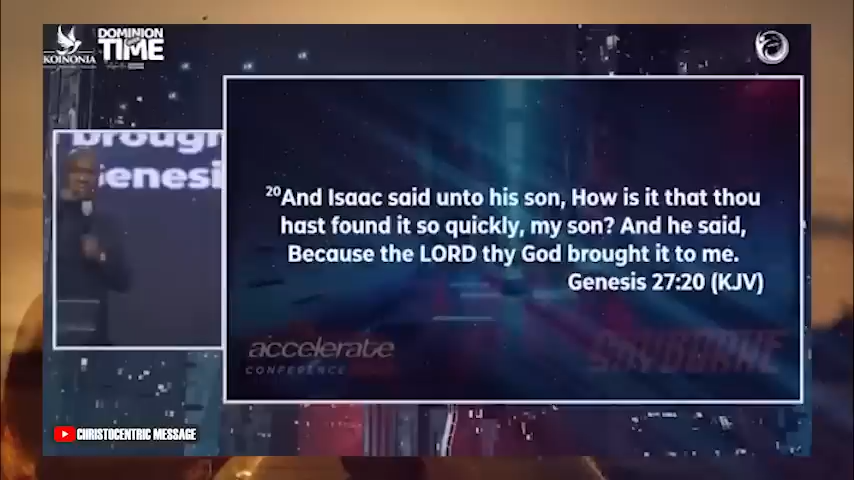 KOINONIA
DOMINION
TIME
Brough
Genesi
20And Isaac said unto his son, How is it that thou
hast found it so quickly, my son? And he said,
Because the LORD thy God brought it to me.
Genesis 27:20 (KJV)
accelerate
CONFERENCE
CHRISTOCENTRIC MESSAGE